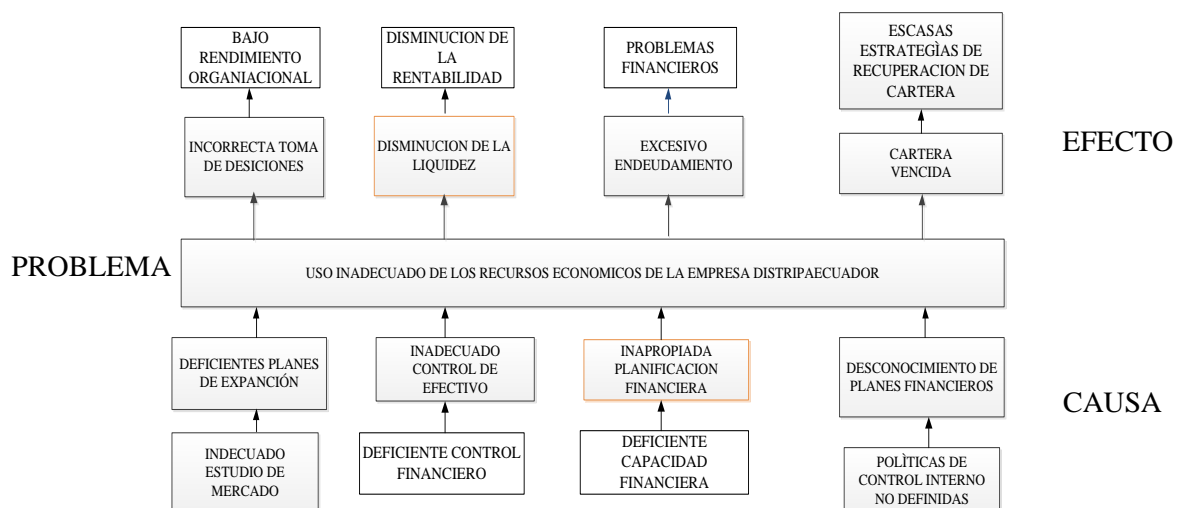 BAJO
RENDIMIENTO
ORGANIACIONAL
DISMINUCION DE
LA
RENTABILIDAD
PROBLEMAS
FINANCIEROS
ESCASAS
ESTRATEGÌAS DE
RECUPERACION DE
CARTERA
INCORRECTA TOMA
DE DESICIONES
DISMINUCION DE LA
LIQUIDEZ
EXCESIVO
ENDEUDAMIENTO
CARTERA
VENCIDA
EFECTO
PROBLEMA
USO INADECUADO DE LOS RECURSOS ECONOMICOS DE LA EMPRESA DISTRIPAECUADOR
DEFICIENTES PLANES
DE EXPANCIÓN
INADECUADO
CONTROL DE
EFECTIVO
INAPROPIADA
PLANIFICACION
FINANCIERA
DESCONOCIMIENTO DE
PLANES FINANCIEROS
CAUSA
INDECUADO
ESTUDIO DE
MERCADO
DEFICIENTE CONTROL
FINANCIERO
DEFICIENTE
CAPACIDAD
FINANCIERA
POLÌTICAS DE
CONTROL INTERNO
NO DEFINIDAS